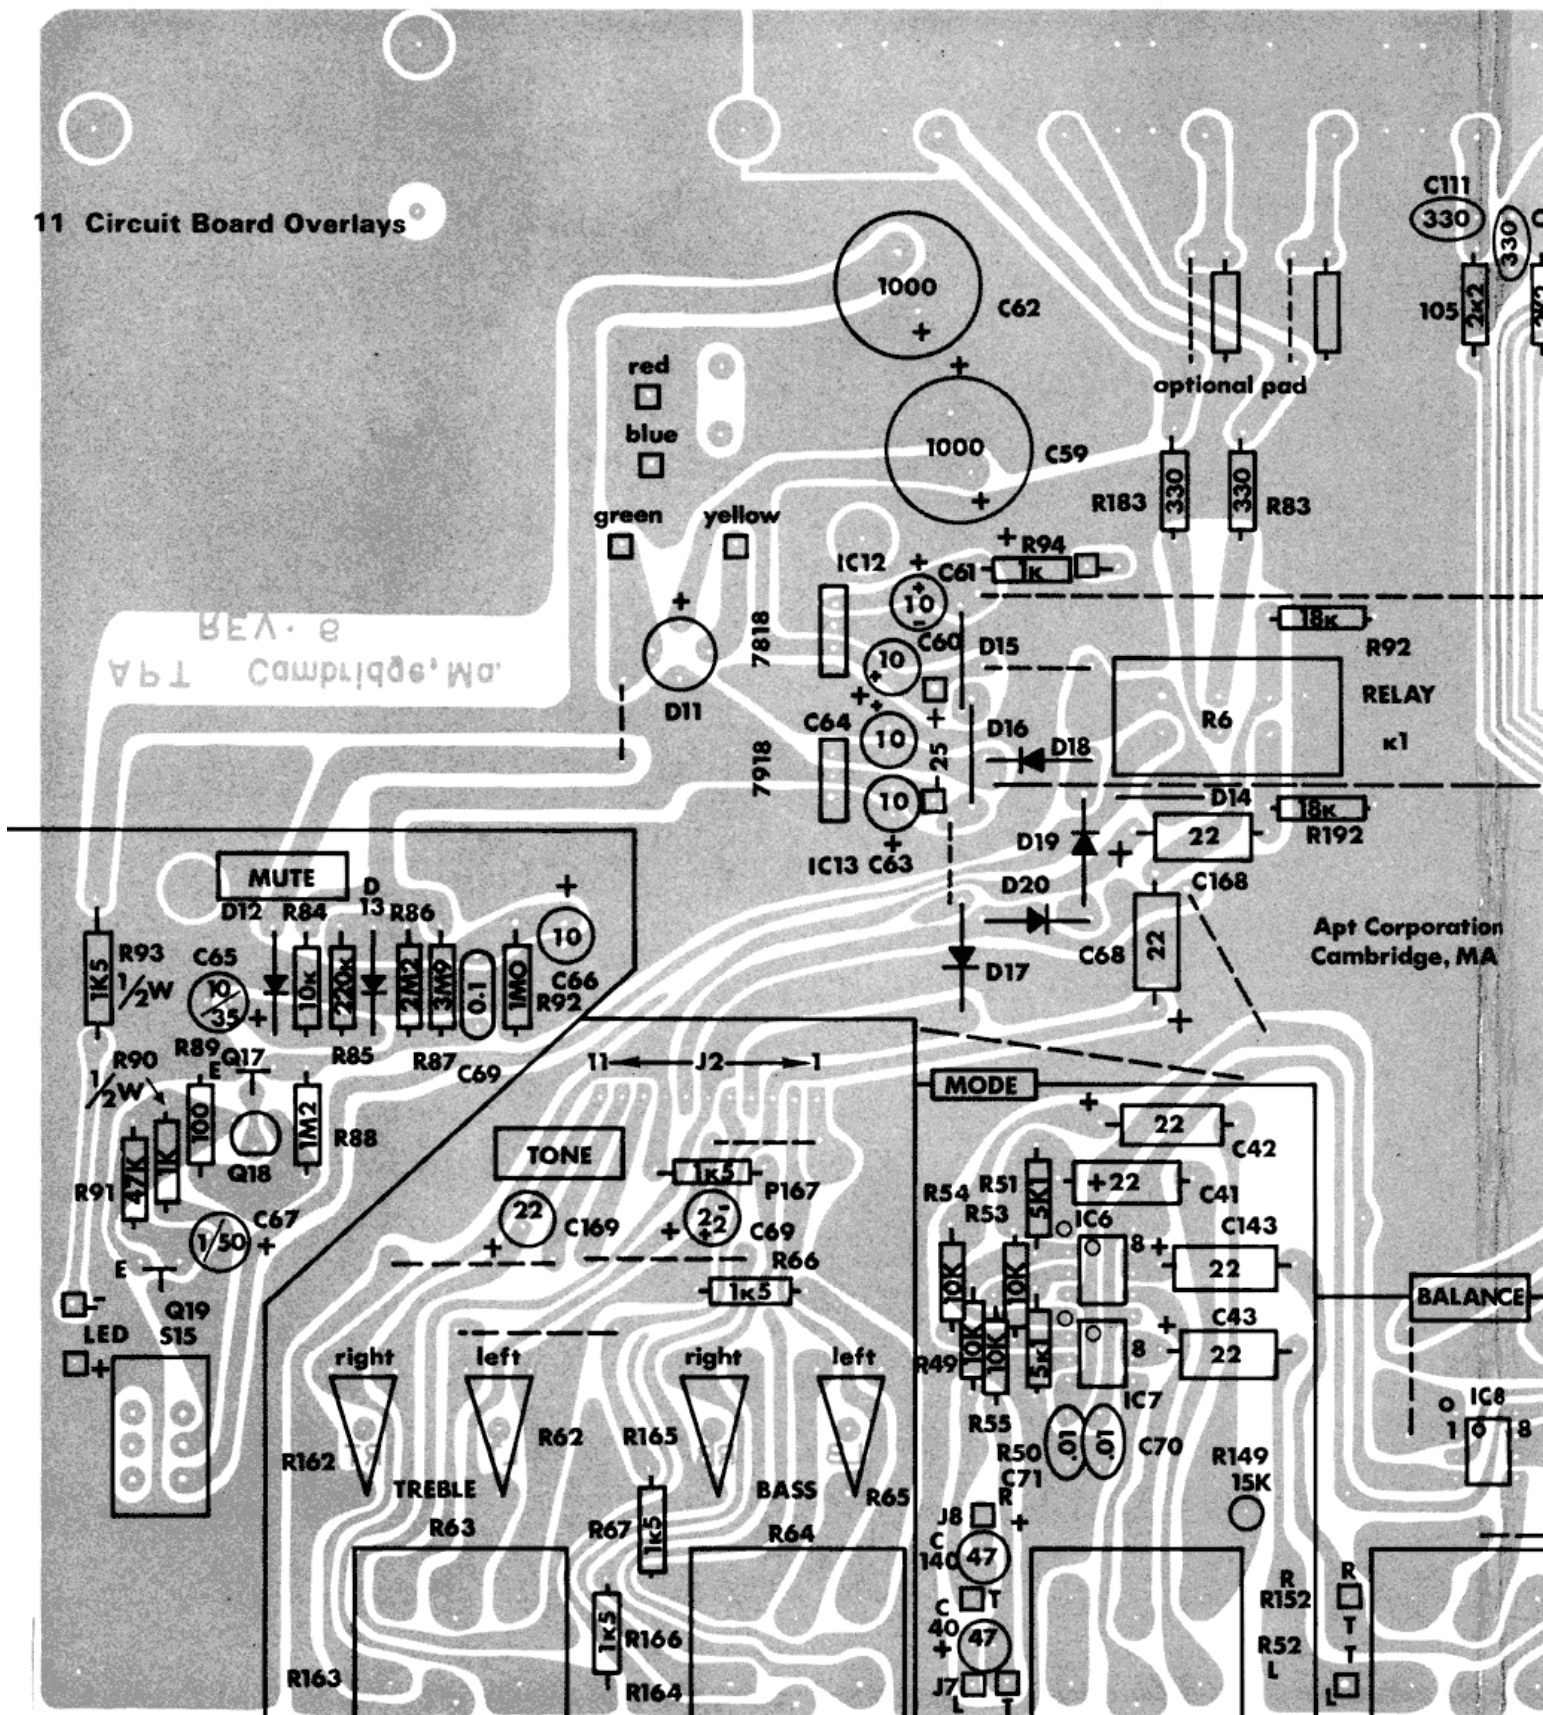 C111
330
11 Circuit Board Overlays
330
C
1000
C62
105
2K2
2K2
red
optional pad
blue
1000
C59
R183
330
330
R83
green
yellow
R94
1K
IC12
C61
10
18K
REV. 6
7818
C60
D15
R92
APT Cambridge, Ma.
10
RELAY
D11
C64
R6
D16
D18
10
K1
7918
25
10
D14
18K
22
R192
D19
IC13 C63
MUTE
C168
D20
D12 R84
D
13
R86
Apt Corporation
Cambridge, MA
10
22
C68
R93
1/2W
1K5
C65
10
35
10K
220K
2M2
3M9
0.1
1M0
C66
R92
D17
R89
R90
1/2W
E
Q17
R85
R87
C69
11
J2
1
MODE
100
1M2
R88
22
C42
TONE
1K5
P167
R91
47K
1K
Q18
R54
R51
R53
5K1
22
C41
C67
22
C169
22
C69
IC6
C143
1/50
R66
10K
10K
8
22
E
1K5
BALANCE
Q19
LED
S15
10K
10K
5K1
8
C43
22
right
left
right
left
R49
IC7
IC8
R55
1
8
R162
R62
R165
R50
.01
.01
C70
R149
15K
C71
TREBLE
BASS
R65
R
J8
R63
R67
1K5
R64
C
140
47
R
R152
R
C
40
T
T
1K5
R166
47
R52
L
T
R163
R164
J7
L
T
L